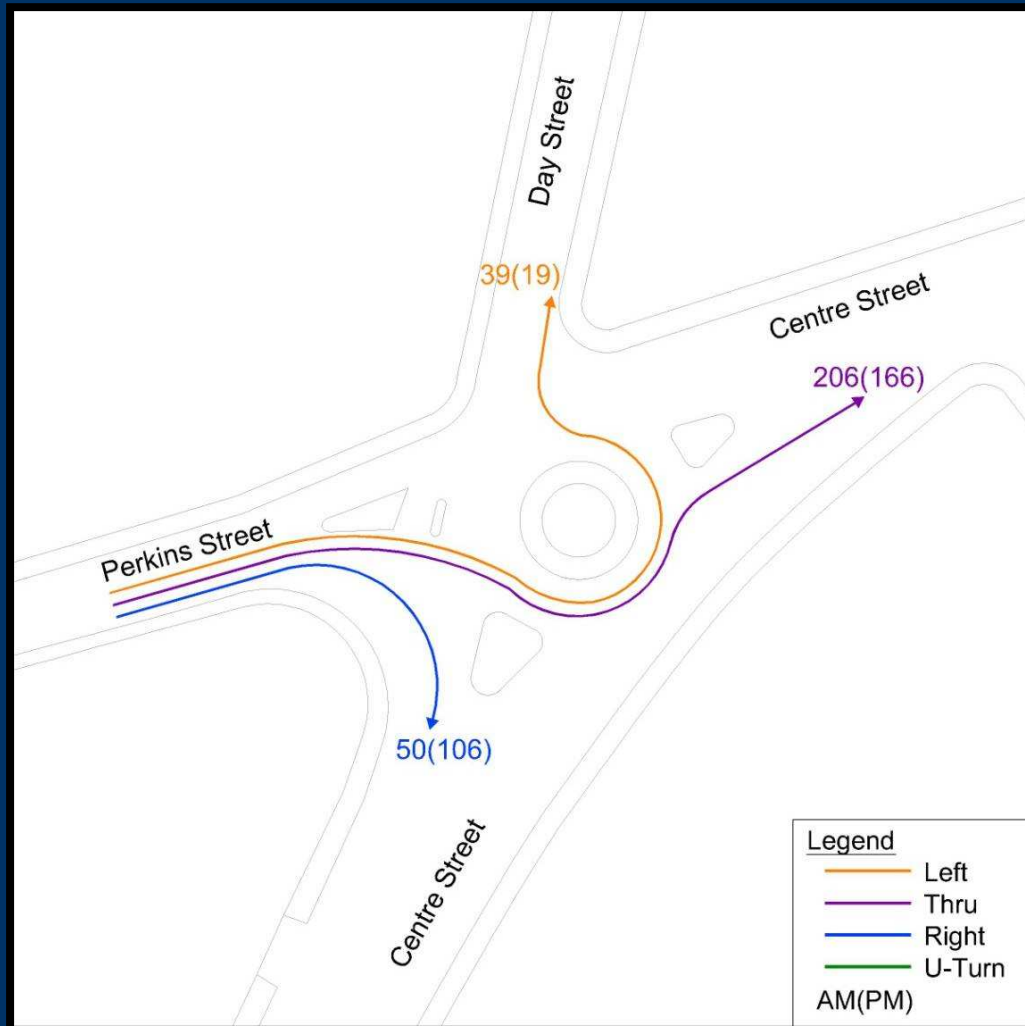 Day Street
39(19)
Centre Street
206(166)
Perkins Street
50(106)
Centre Street
Legend
Left
Thru
Right
U-Turn
AM(PM)